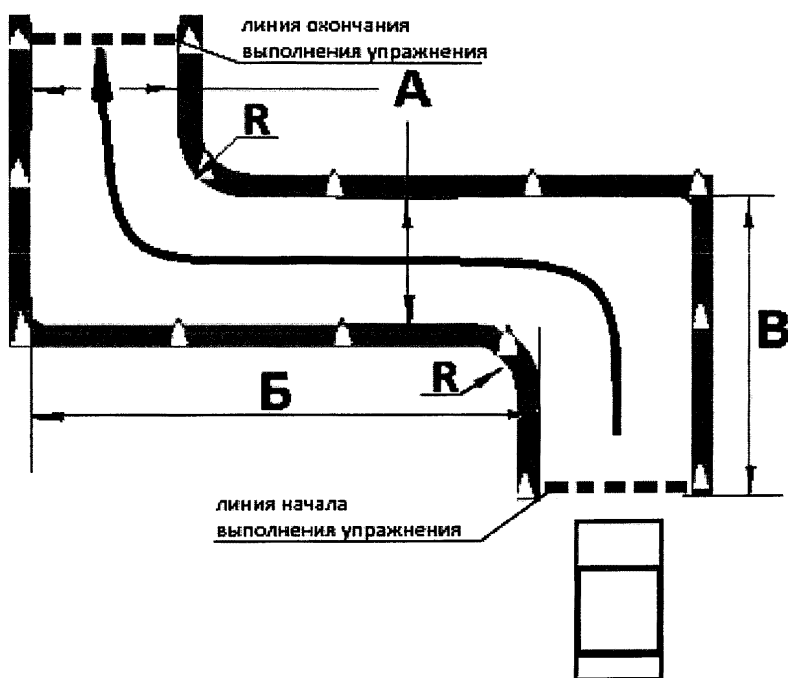 линия окончания
выполнения упражнения
А
R
В
R
Б
линия начала
выполнения упражнения